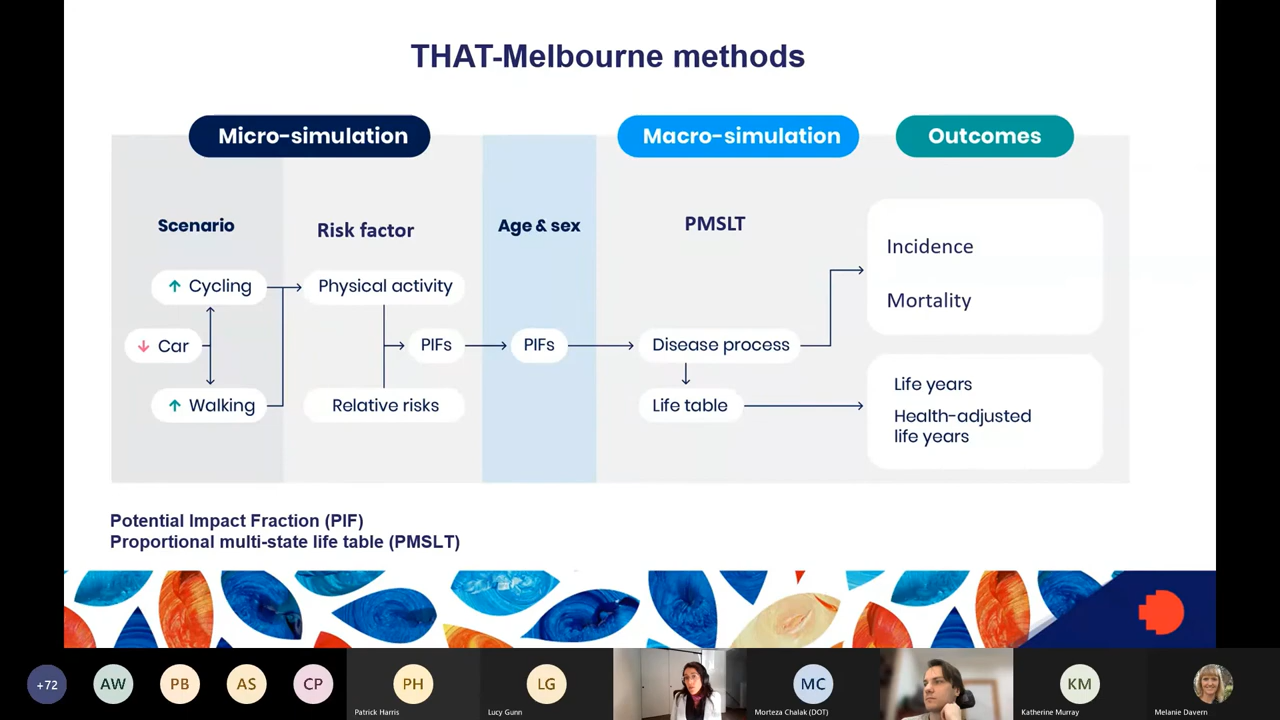 THAT-Melbourne methods
Micro-simulation
Macro-simulation
Outcomes
Scenario
Risk factor
Age & sex
PMSLT
↑ Cycling
Physical activity
↓ Car
PIFs
PIFs
Disease process
↑ Walking
Relative risks
Life table
Incidence
Mortality
Life years
Health-adjusted
life years
Potential Impact Fraction (PIF)
Proportional multi-state life table (PMSLT)
+72
AW
PB
AS
CP
PH
Patrick Harris
LG
Lucy Gunn
MC
Morteza Chalak (DOT)
KM
Katherine Murray
Melanie Davern